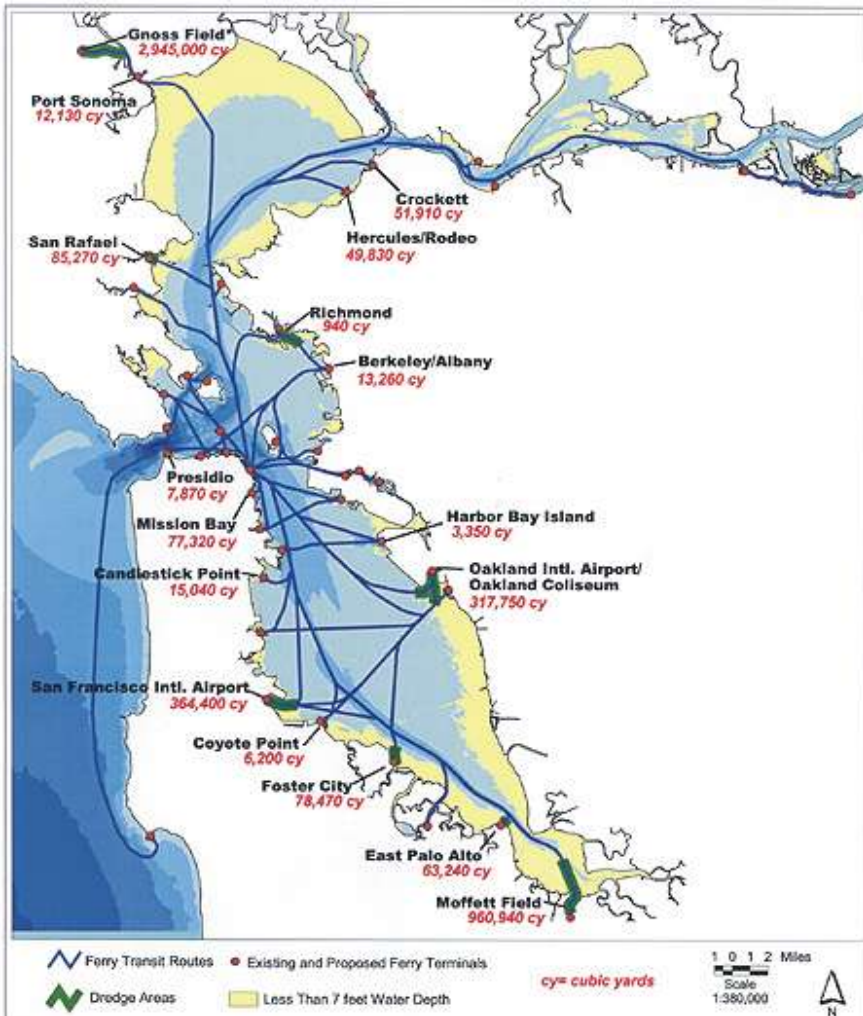 Gnoss Field*
2,945,000 cy
Port Sonoma
12,130 cy
Crockett
51,910 cy
Hercules/Rodeo
49,830 cy
San Rafael
85,270 cy
Richmond
940 cy
Berkeley/Albany
13,260 cy
Presidio
7,870 cy
Mission Bay
77,320 cy
Harbor Bay Island
3,350 cy
Candlestick Point
15,040 cy
Oakland Intl. Airport/
Oakland Coliseum
317,750 cy
San Francisco Intl. Airport
364,400 cy
Coyote Point
6,200 cy
Foster City
78,470 cy
East Palo Alto
63,240 cy
Moffett Field
960,940 cy
Ferry Transit Routes
Existing and Proposed Ferry Terminals
Dredge Areas
Less Than 7 feet Water Depth
cy= cubic yards
1 0 1 2 Miles
Scale
1:380,000
N